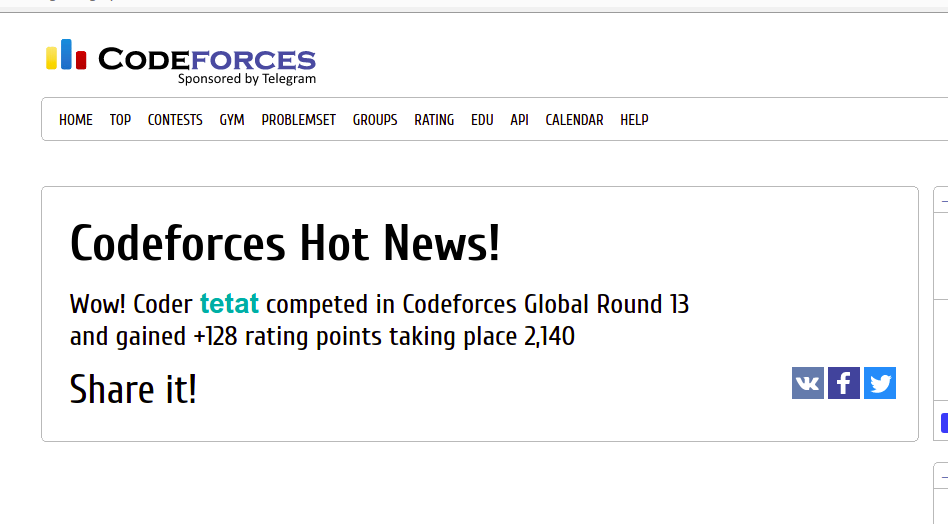 CODEFORCES
Sponsored by Telegram
HOME TOP CONTESTS GYM PROBLEMSET GROUPS RATING EDU API CALENDAR HELP
Codeforces Hot News!
Wow! Coder tetat competed in Codeforces Global Round 13
and gained +128 rating points taking place 2,140
Share it!